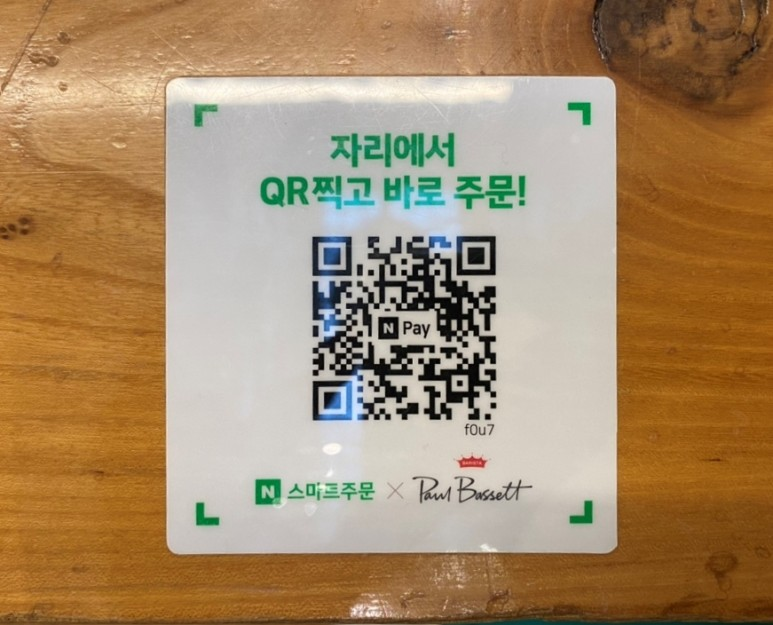 자리에서
QR찍고 바로 주문!
N Pay
f0u7
BARISTA
N 스마트주문 × Paul Bassett